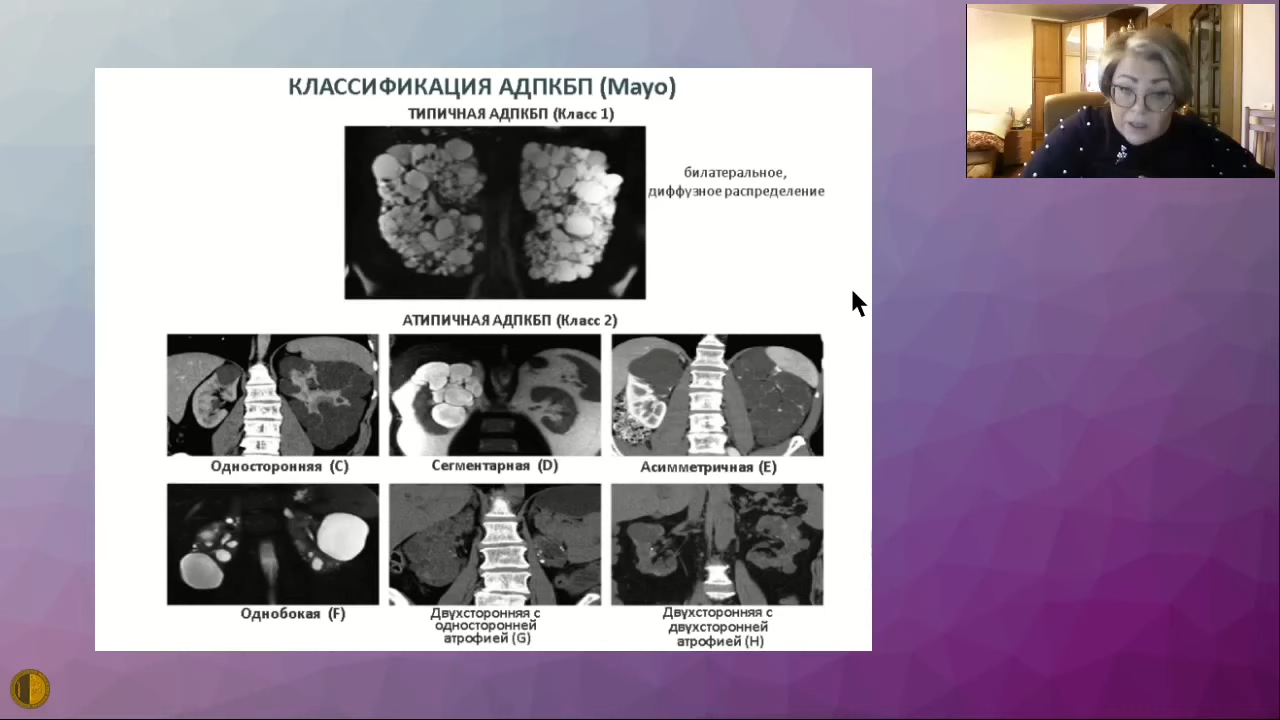 КЛАССИФИКАЦИЯ АДПКБП (Mayo)
ТИПИЧНАЯ АДПКБП (Класс 1)
билатеральное,
диффузное распределение
АТИПИЧНАЯ АДПКБП (Класс 2)
Односторонняя (C)
Сегментарная (D)
Асимметричная (E)
Однобокая (F)
Двухсторонняя с
односторонней
атрофией (G)
Двухсторонняя с
двухсторонней
атрофией (H)